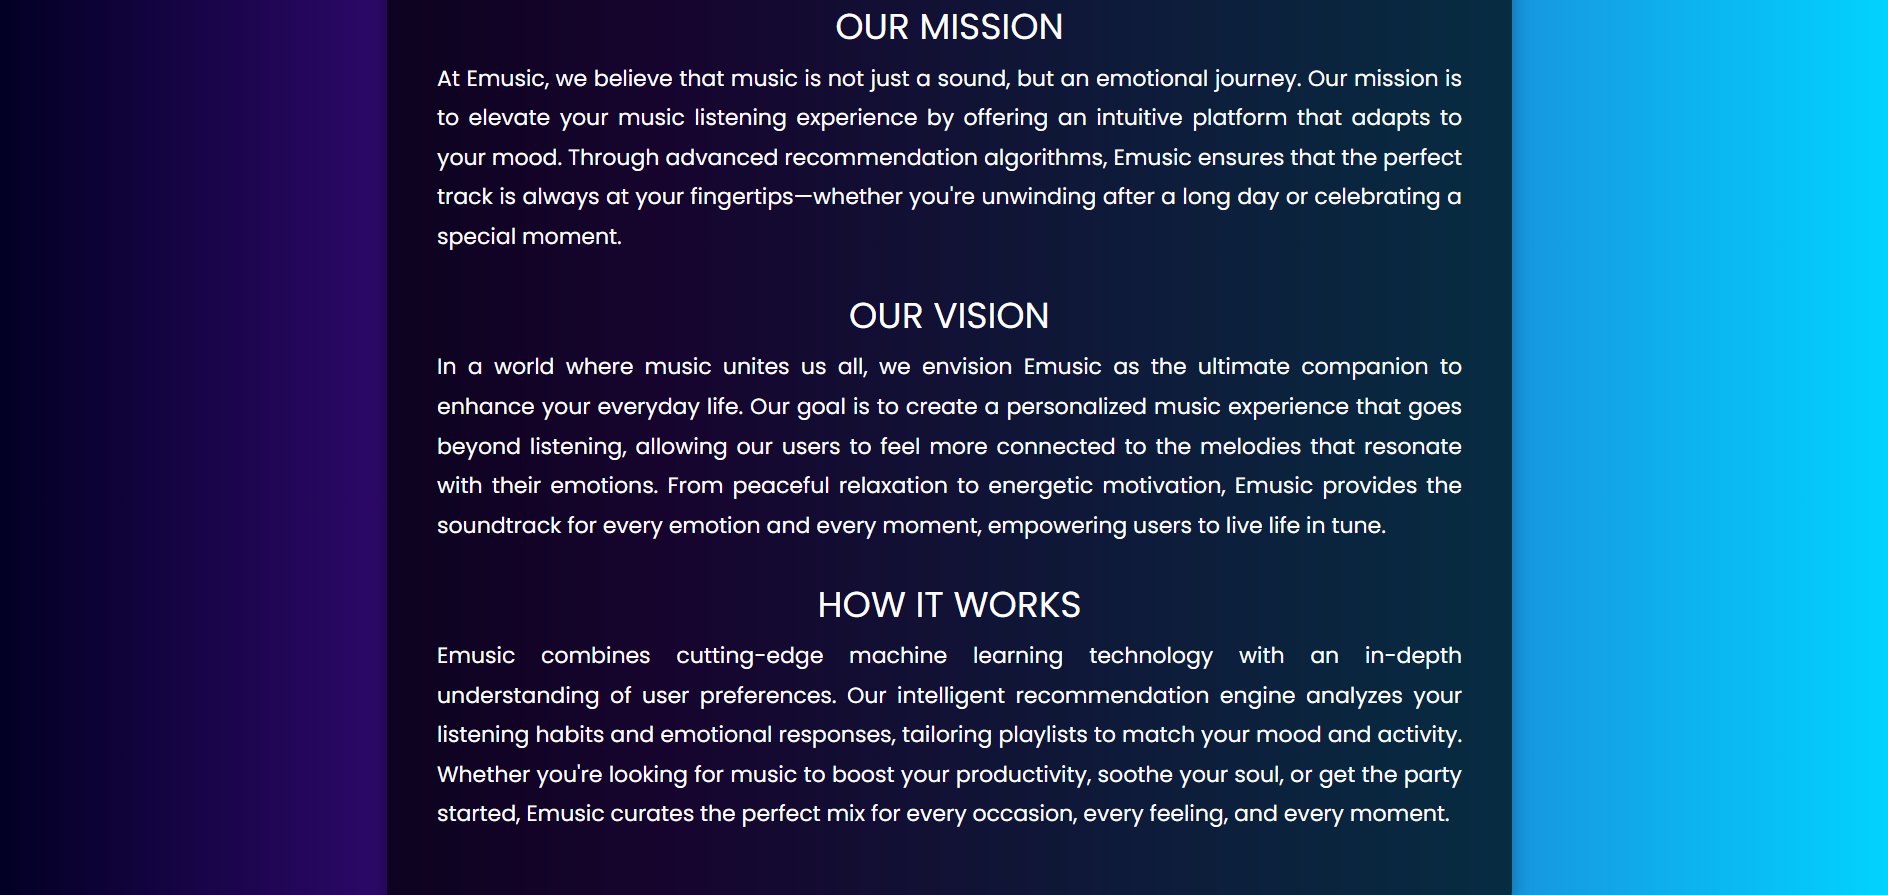 OUR MISSION
At Emusic, we believe that music is not just a sound, but an emotional journey. Our mission is
to elevate your music listening experience by offering an intuitive platform that adapts to
your mood. Through advanced recommendation algorithms, Emusic ensures that the perfect
track is always at your fingertips—whether you're unwinding after a long day or celebrating a
special moment.
OUR VISION
In a world where music unites us all, we envision Emusic as the ultimate companion to
enhance your everyday life. Our goal is to create a personalized music experience that goes
beyond listening, allowing our users to feel more connected to the melodies that resonate
with their emotions. From peaceful relaxation to energetic motivation, Emusic provides the
soundtrack for every emotion and every moment, empowering users to live life in tune.
HOW IT WORKS
Emusic combines cutting-edge machine learning technology with an in-depth
understanding of user preferences. Our intelligent recommendation engine analyzes your
listening habits and emotional responses, tailoring playlists to match your mood and activity.
Whether you're looking for music to boost your productivity, soothe your soul, or get the party
started, Emusic curates the perfect mix for every occasion, every feeling, and every moment.